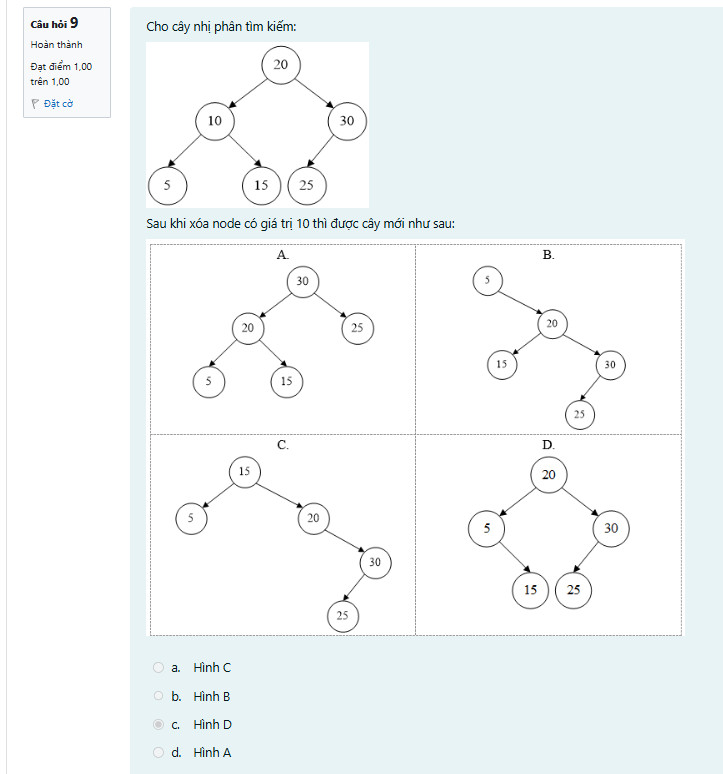 Câu hỏi 9
Hoàn thành
Đạt điểm 1,00
trên 1,00
Đặt cờ
Cho cây nhị phân tìm kiếm:
20
10 30
5 15 25
Sau khi xóa node có giá trị 10 thì được cây mới như sau:
A.
30
20 25
5 15
B.
5
20
15 30
25
C.
15
5 20
30
25
D.
20
5 30
15 25
a. Hình C
b. Hình B
c. Hình D
d. Hình A